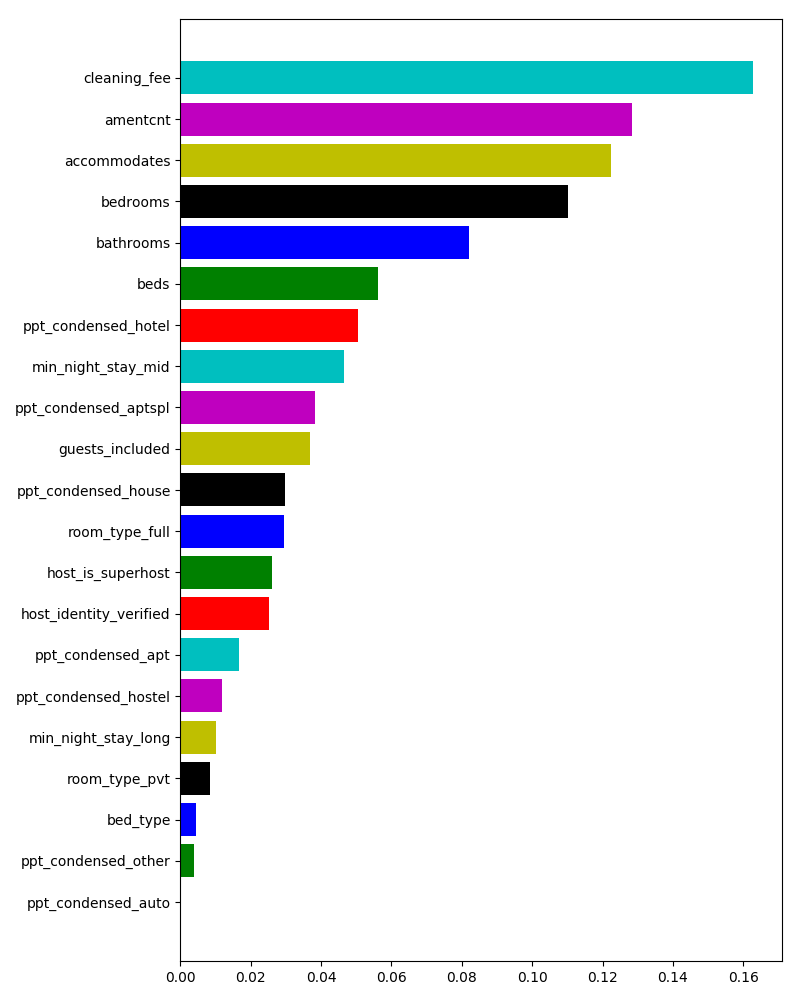 cleaning_fee
amentcnt
accommodates
bedrooms
bathrooms
beds
ppt_condensed_hotel
min_night_stay_mid
ppt_condensed_aptspl
guests_included
ppt_condensed_house
room_type_full
host_is_superhost
host_identity_verified
ppt_condensed_apt
ppt_condensed_hostel
min_night_stay_long
room_type_pvt
bed_type
ppt_condensed_other
ppt_condensed_auto
0.00 0.02 0.04 0.06 0.08 0.10 0.12 0.14 0.16